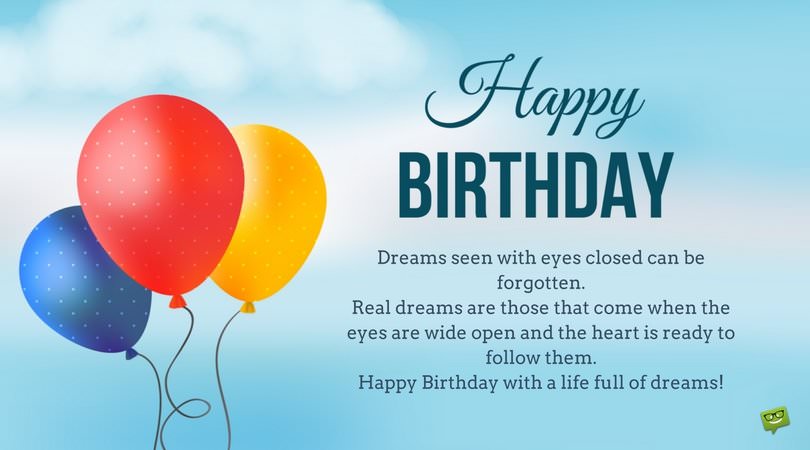 Happy
BIRTHDAY
Dreams seen with eyes closed can be
forgotten.
Real dreams are those that come when the
eyes are wide open and the heart is ready to
follow them.
Happy Birthday with a life full of dreams!